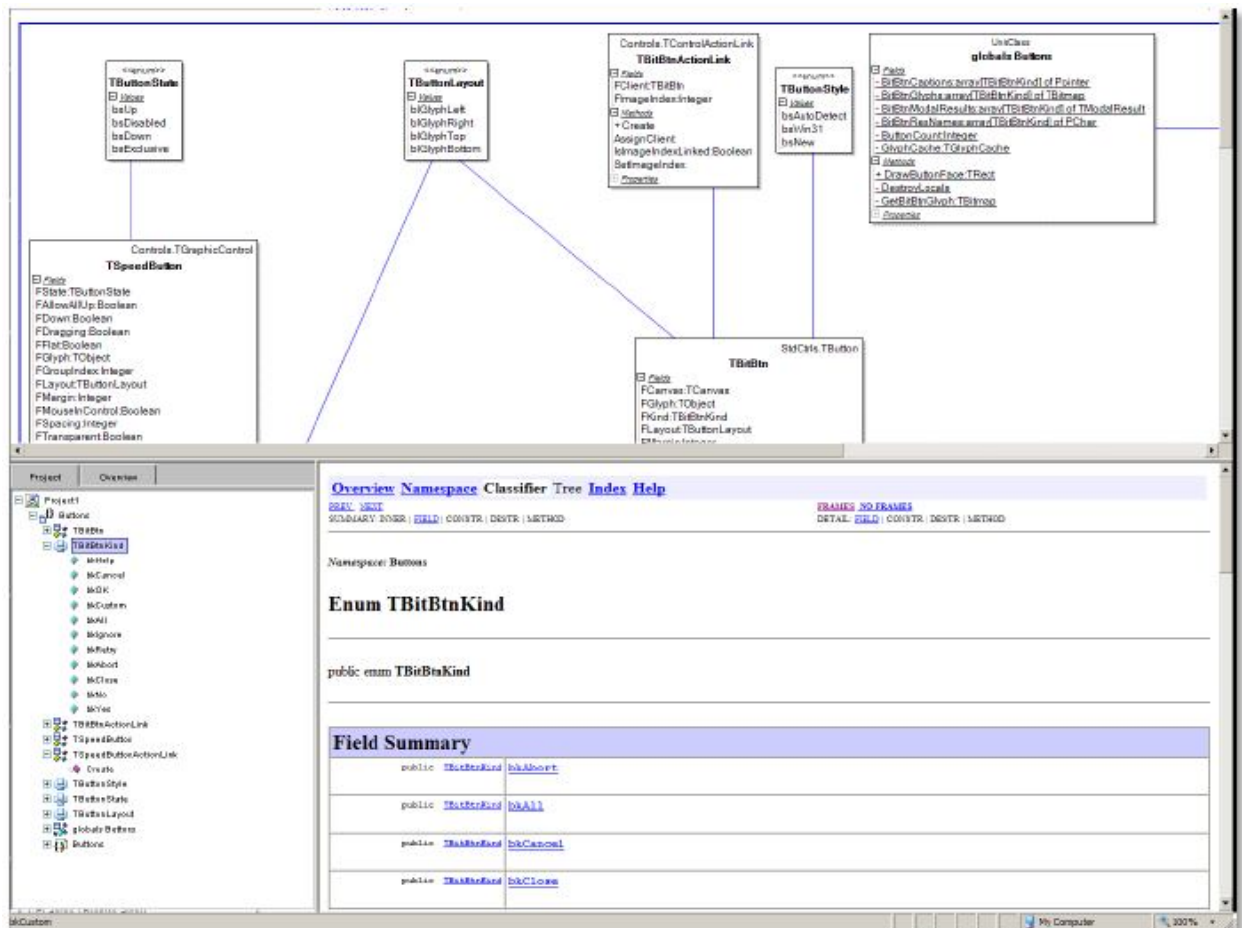 <<enum>>
TButtonState
Values
bsUp
bsDisabled
bsDown
bsExclusive
<<enum>>
TButtonLayout
Values
blGlyphLeft
blGlyphRight
blGlyphTop
blGlyphBottom
Controls.TControlActionLink
TBitBtnActionLink
Fields
FClient:TBitBtn
FImageIndex:Integer
Methods
+ Create
AssignClient
IsImageIndexLinked:Boolean
SetImageIndex
Properties
<<enum>>
TButtonStyle
Values
bsAutoDetect
bsWin31
bsNew
UnitClass
globals Buttons
Fields
- BitBtnCaptions:array[TBitBtnKind] of Pointer
- BitBtnGlyphs:array[TBitBtnKind] of TBitmap
- BitBtnModalResults:array[TBitBtnKind] of TModalResult
- BitBtnResNames:array[TBitBtnKind] of PChar
- ButtonCount:Integer
- GlyphCache:TGlyphCache
Methods
+ DrawButtonFace:TRect
- DestroyLocals
- GetBitBtnGlyph:TBitmap
Properties
Controls.TGraphicControl
TSpeedButton
Fields
FState:TButtonState
FAllowAllUp:Boolean
FDown:Boolean
FDragging:Boolean
FFlat:Boolean
FGlyph:TObject
FGroupIndex:Integer
FLayout:TButtonLayout
FMargin:Integer
FMouseInControl:Boolean
FSpacing:Integer
FTransparent:Boolean
StdCtrls.TButton
TBitBtn
Fields
FCanvas:TCanvas
FGlyph:TObject
FKind:TBitBtnKind
FLayout:TButtonLayout
FMargin:Integer
Project Overview
Project1
Buttons
TBitBtn
TBitBtnKind
bkHelp
bkCancel
bkOK
bkCustom
bkAll
bkIgnore
bkRetry
bkAbort
bkClose
bkNo
bkYes
TBitBtnActionLink
TSpeedButton
TSpeedButtonActionLink
Create
TButtonStyle
TButtonState
TButtonLayout
globals Buttons
Buttons
Overview Namespace Classifier Tree Index Help
PREV NEXT
FRAMES NO FRAMES
SUMMARY: INNER | FIELD | CONSTR | DESTR | METHOD
DETAIL: FIELD | CONSTR | DESTR | METHOD
Namespace: Buttons
Enum TBitBtnKind
public enum TBitBtnKind
Field Summary
public TBitBtnKind bkAbort
public TBitBtnKind bkAll
public TBitBtnKind bkCancel
public TBitBtnKind bkClose
bkCustom
My Computer
100%